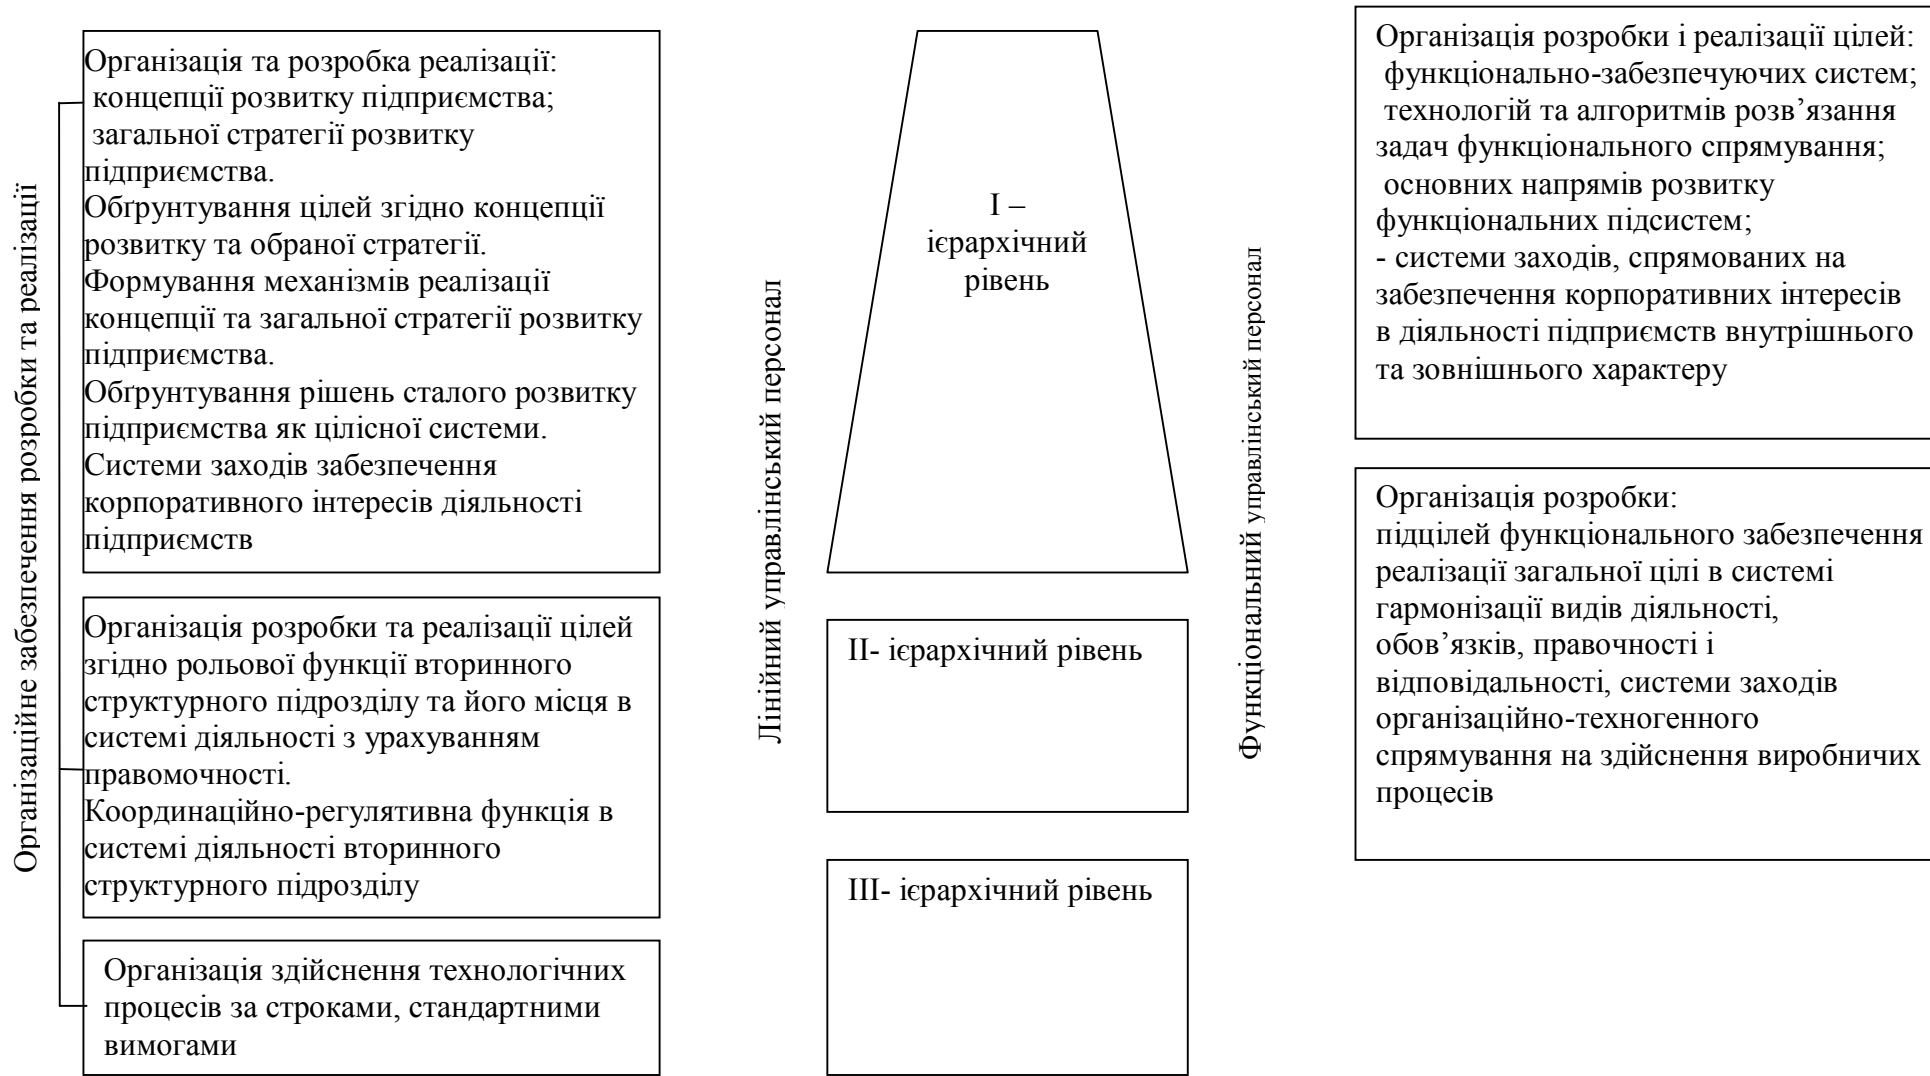 Організаційне забезпечення розробки та реалізації
Організація та розробка реалізації:
концепції розвитку підприємства;
загальної стратегії розвитку
підприємства.
Обґрунтування цілей згідно концепції
розвитку та обраної стратегії.
Формування механізмів реалізації
концепції та загальної стратегії розвитку
підприємства.
Обґрунтування рішень сталого розвитку
підприємства як цілісної системи.
Системи заходів забезпечення
корпоративного інтересів діяльності
підприємств
Організація розробки та реалізації цілей
згідно рольової функції вторинного
структурного підрозділу та його місця в
системі діяльності з урахуванням
правомочності.
Координаційно-регулятивна функція в
системі діяльності вторинного
структурного підрозділу
Організація здійснення технологічних
процесів за строками, стандартними
вимогами
Лінійний управлінський персонал
І –
ієрархічний
рівень
ІІ- ієрархічний рівень
ІІІ- ієрархічний рівень
Функціональний управлінський персонал
Організація розробки і реалізації цілей:
функціонально-забезпечуючих систем;
технологій та алгоритмів розв’язання
задач функціонального спрямування;
основних напрямів розвитку
функціональних підсистем;
- системи заходів, спрямованих на
забезпечення корпоративних інтересів
в діяльності підприємств внутрішнього
та зовнішнього характеру
Організація розробки:
підцілей функціонального забезпечення
реалізації загальної цілі в системі
гармонізації видів діяльності,
обов’язків, правочності і
відповідальності, системи заходів
організаційно-техногенного
спрямування на здійснення виробничих
процесів